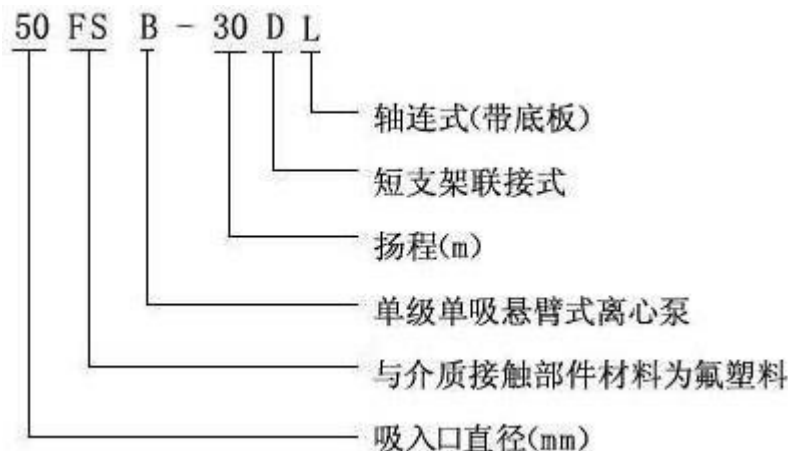 50 FS B - 30 D L
轴连式(带底板)
短支架联接式
扬程(m)
单级单吸悬臂式离心泵
与介质接触部件材料为氟塑料
吸入口直径(mm)